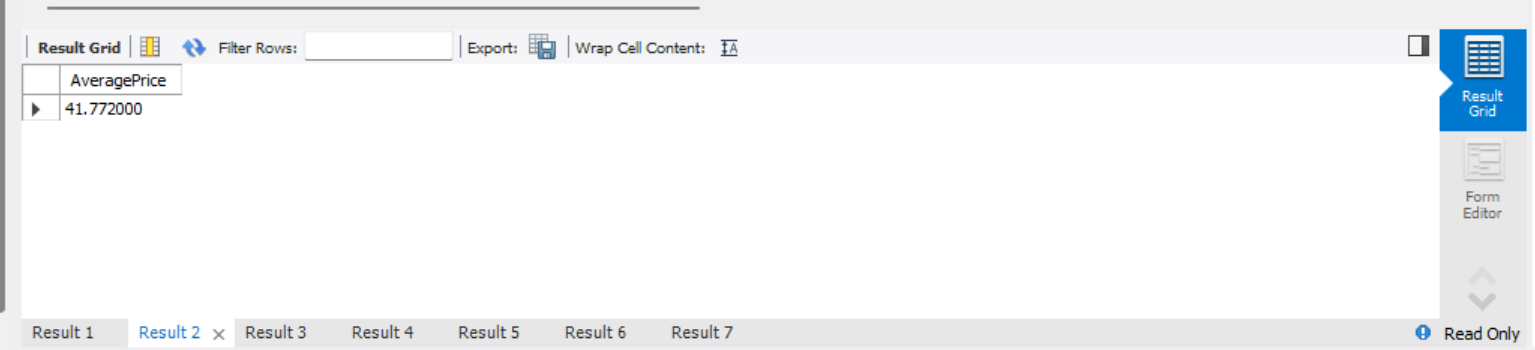 Result Grid Filter Rows: Export: Wrap Cell Content: IA
AveragePrice
41.772000
Result
Grid
Form
Editor
Result 1 Result 2 × Result 3 Result 4 Result 5 Result 6 Result 7 Read Only